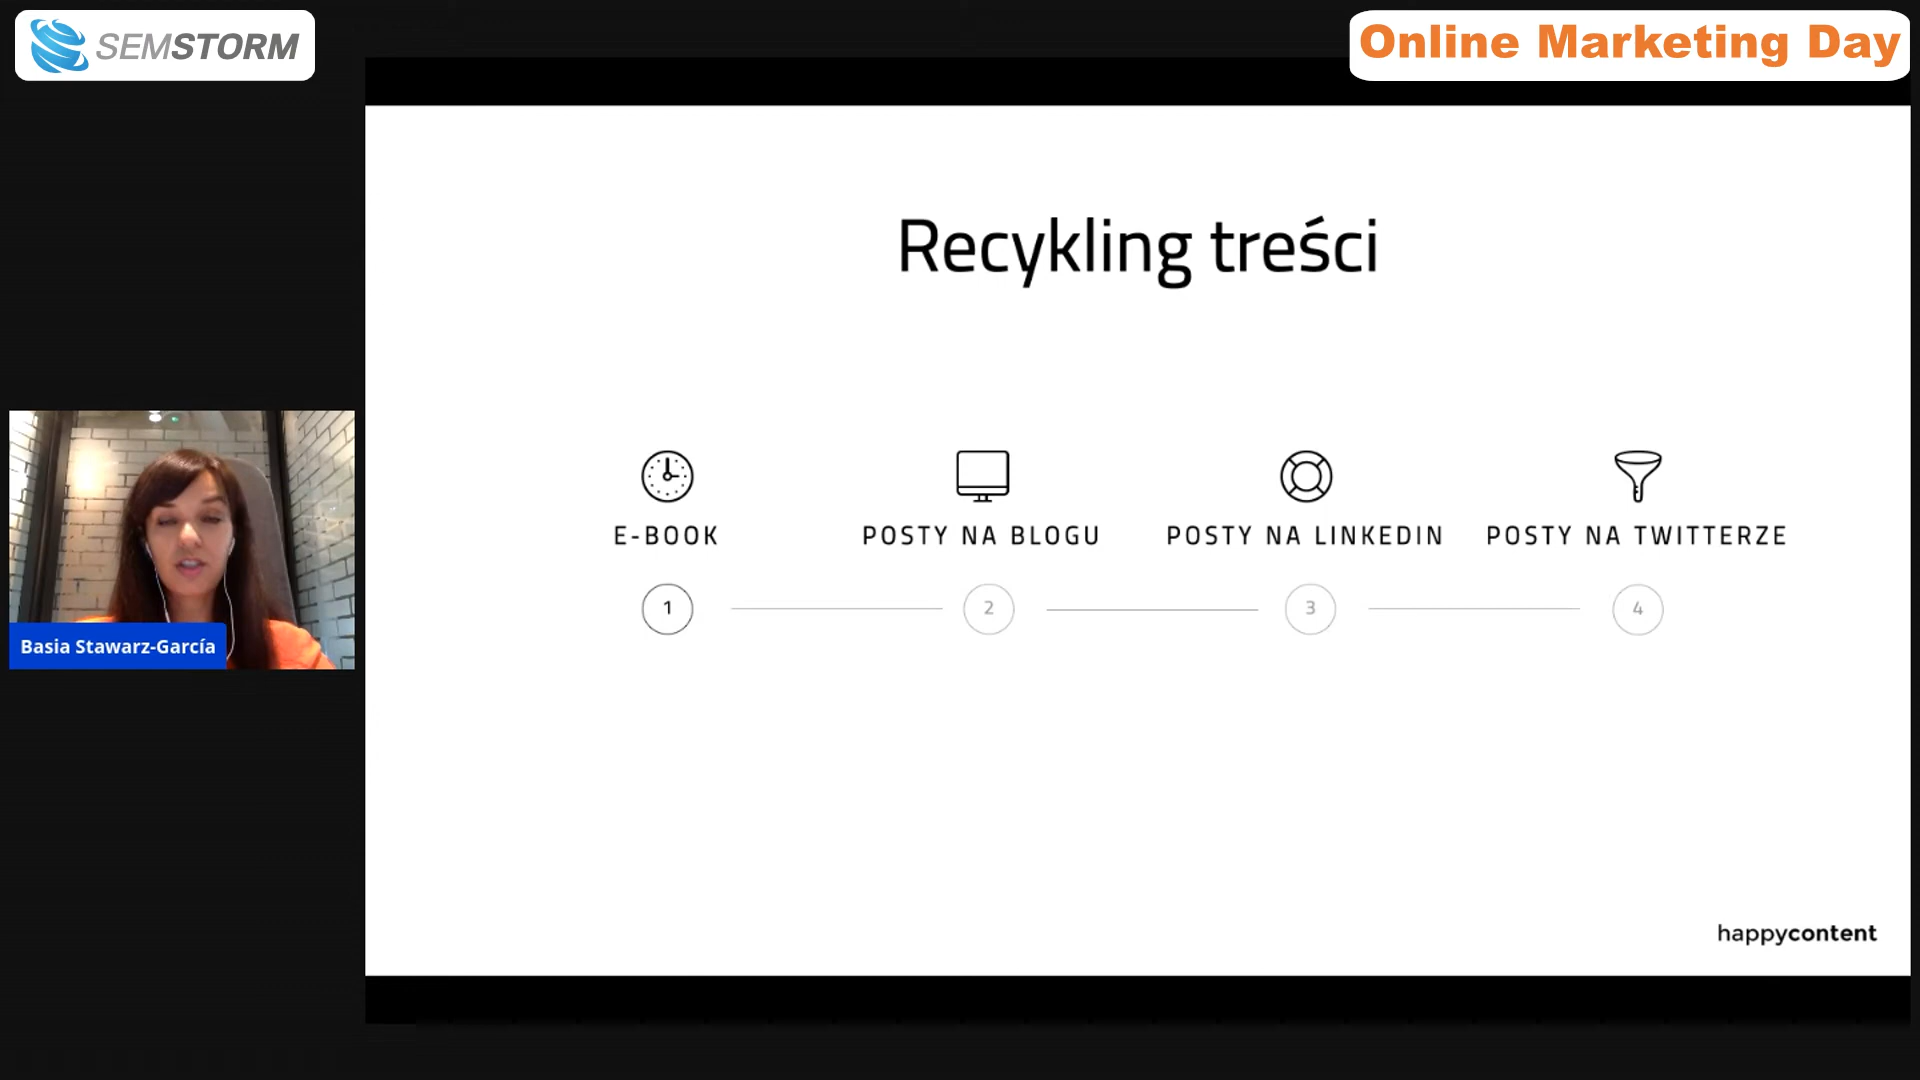 SEMSTORM
Online Marketing Day
Recykling treści
E-BOOK
POSTY NA BLOGU
POSTY NA LINKEDIN
POSTY NA TWITTERZE
1
2
3
4
Basia Stawarz-García
happycontent